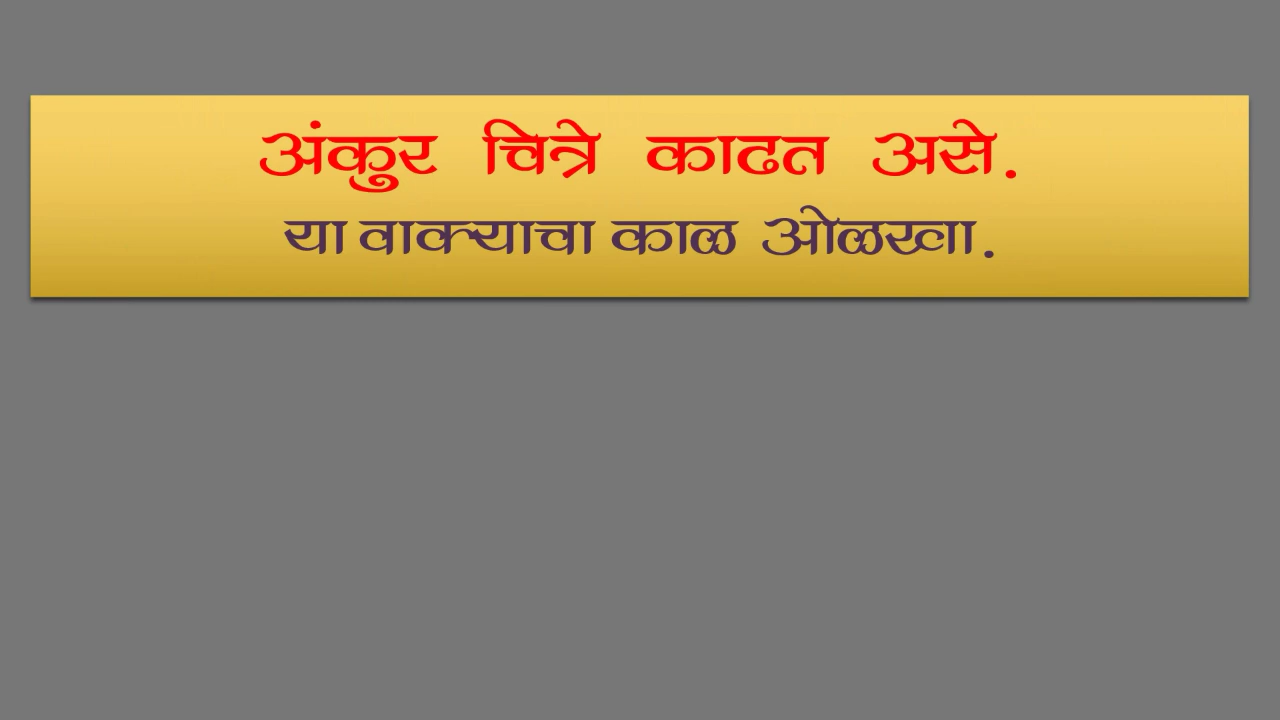 अंकुर चित्रे काढत असे.
या वाक्याचा काळ ओळखा.